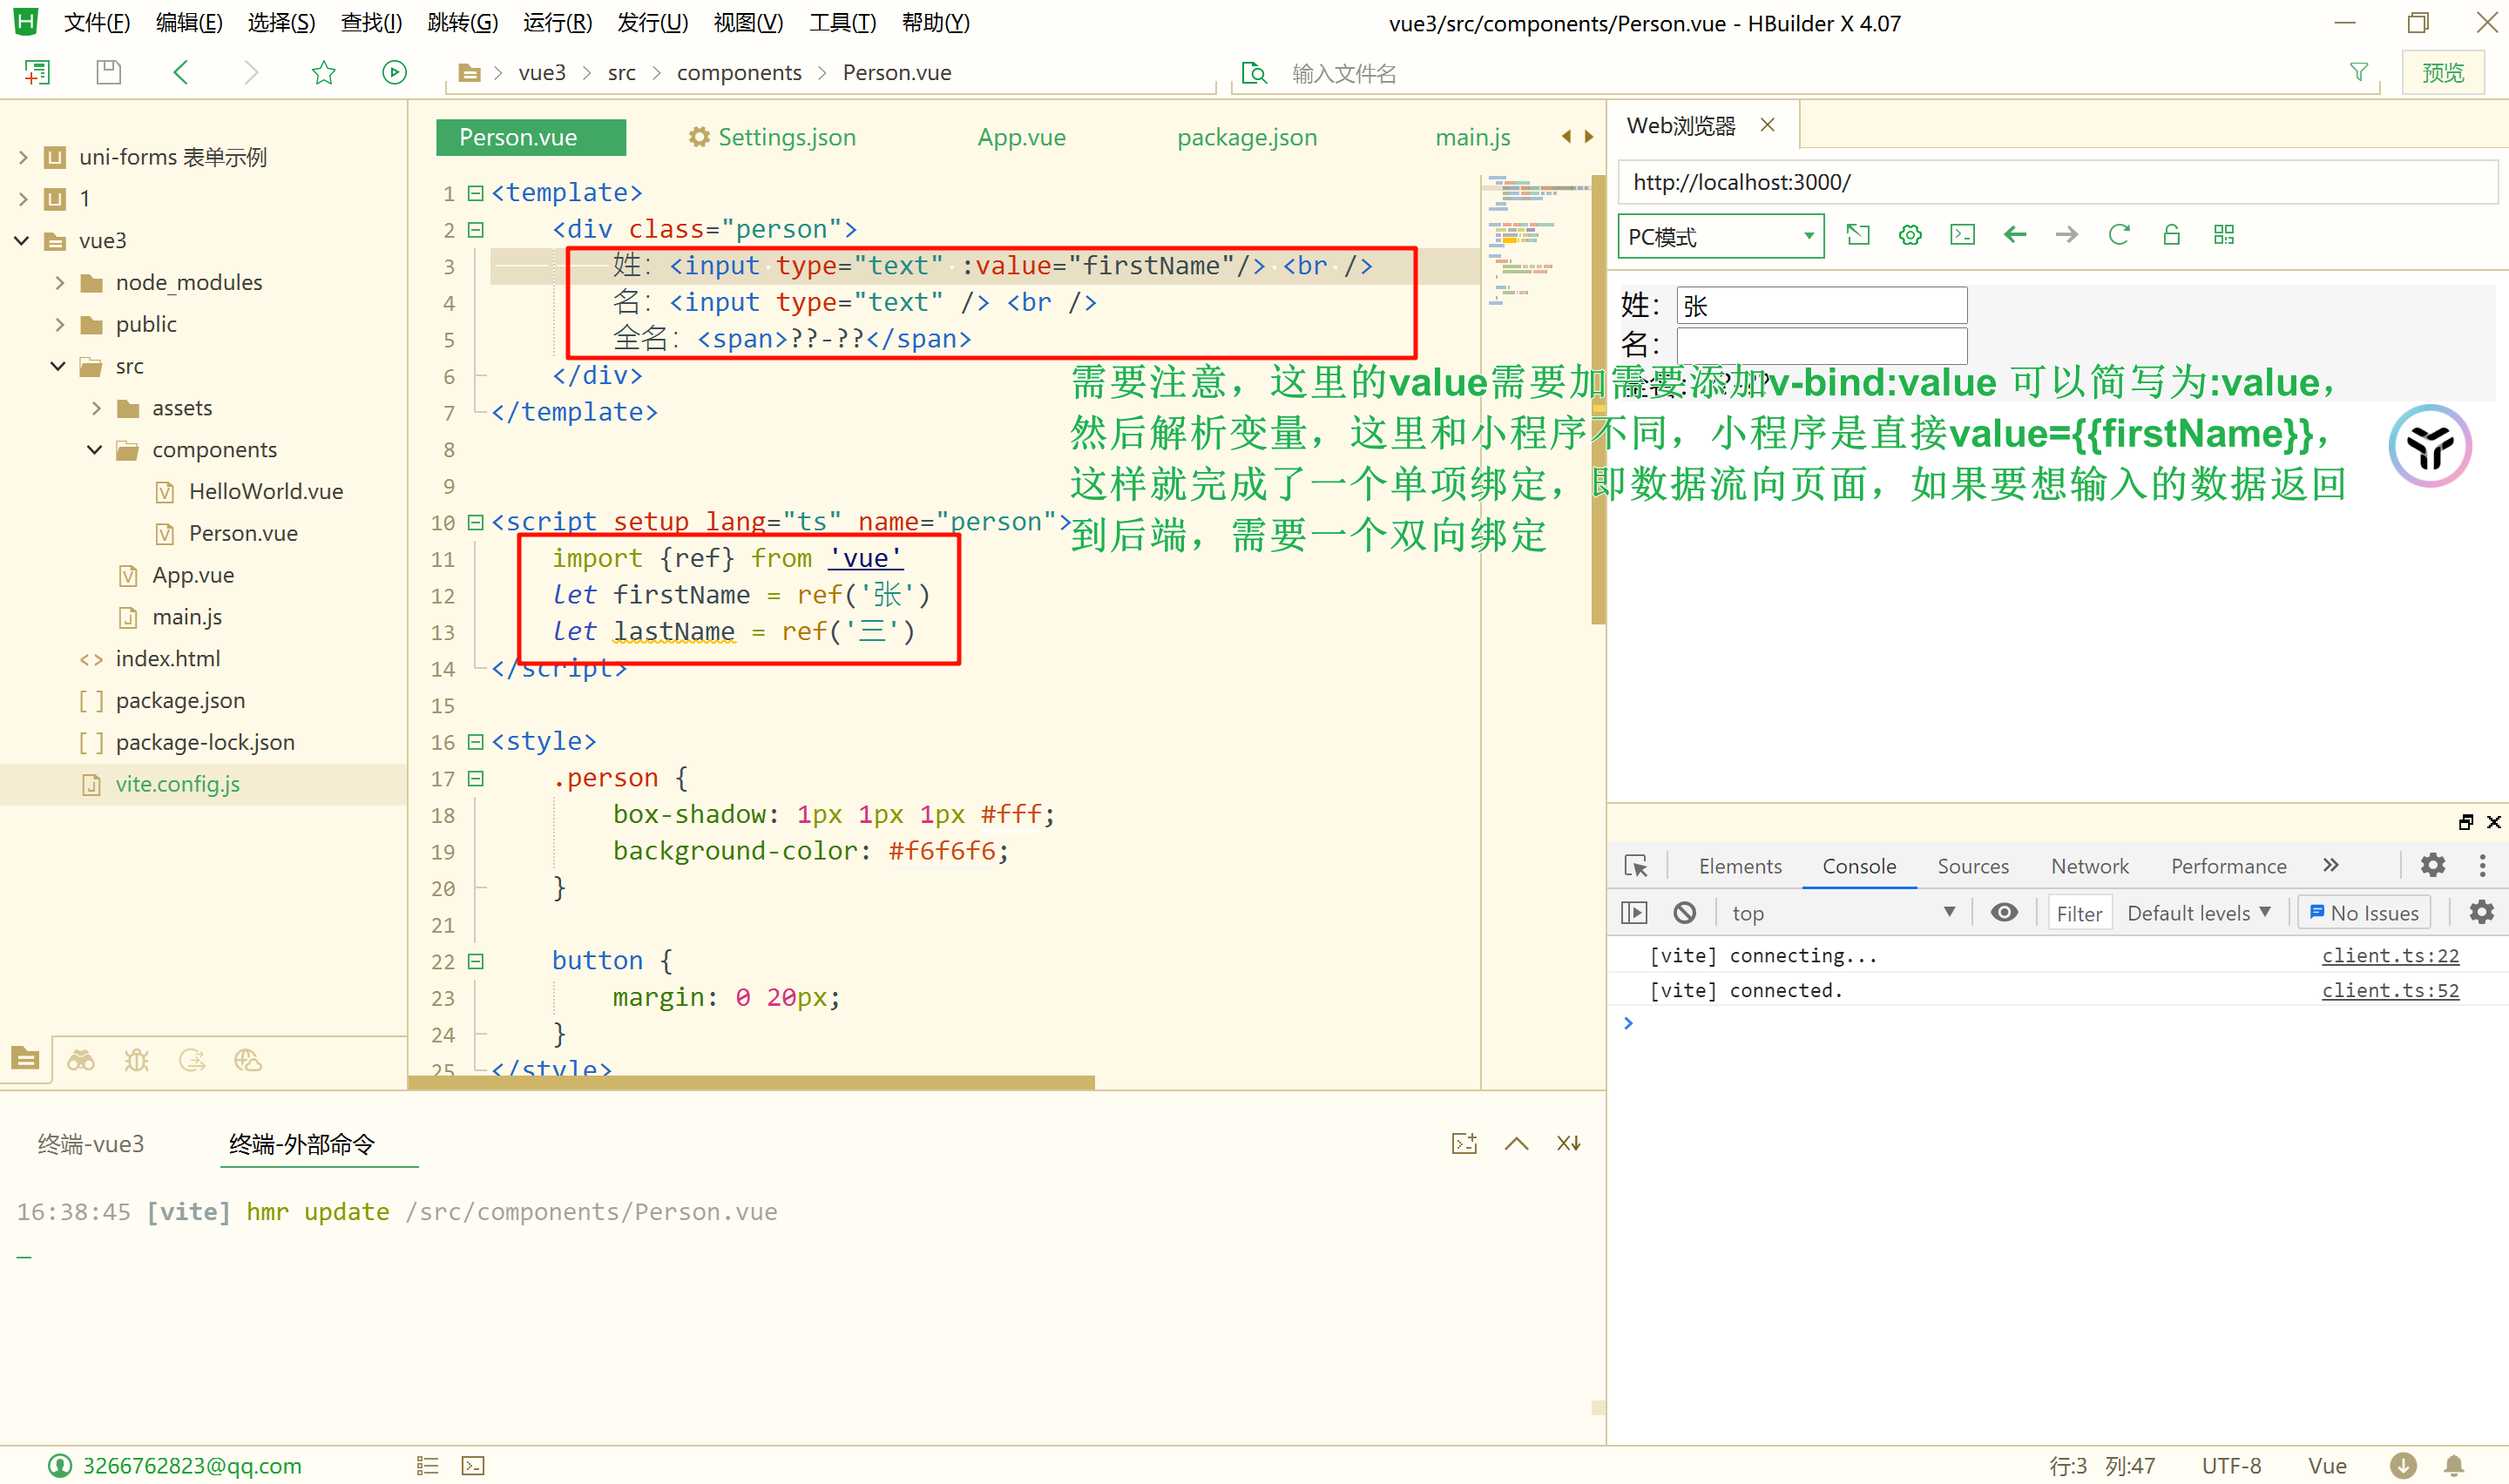 文件(F) 编辑(E) 选择(S) 查找(I) 跳转(G) 运行(R) 发行(U) 视图(V) 工具(T) 帮助(Y)
vue3/src/components/Person.vue - HBuilder X 4.07
vue3 src components Person.vue
输入文件名
预览
uni-forms 表单示例
1
vue3
node_modules
public
src
assets
components
HelloWorld.vue
Person.vue
App.vue
main.js
index.html
package.json
package-lock.json
vite.config.js
Person.vue Settings.json App.vue package.json main.js
1 <template>
2 <div class="person">
3 姓：<input type="text" :value="firstName"/> <br />
4 名：<input type="text" /> <br />
5 全名：<span>??-??</span>
6 </div>
7 </template>
8
9
10 <script setup lang="ts" name="person">
11 import {ref} from 'vue'
12 let firstName = ref('张')
13 let lastName = ref('三')
14 </script>
15
16 <style>
17 .person {
18 box-shadow: 1px 1px 1px #fff;
19 background-color: #f6f6f6;
20 }
21
22 button {
23 margin: 0 20px;
24 }
25 </style>
需要注意，这里的value需要加需要添加v-bind:value 可以简写为:value，
然后解析变量，这里和小程序不同，小程序是直接value={{firstName}}，
这样就完成了一个单项绑定，即数据流向页面，如果要想输入的数据返回
到后端，需要一个双向绑定
Web浏览器
http://localhost:3000/
PC模式
姓：张
名：
Elements Console Sources Network Performance
top Filter Default levels No Issues
[vite] connecting... client.ts:22
[vite] connected. client.ts:52
终端-vue3 终端-外部命令
16:38:45 [vite] hmr update /src/components/Person.vue
3266762823@qq.com
行:3 列:47 UTF-8 Vue